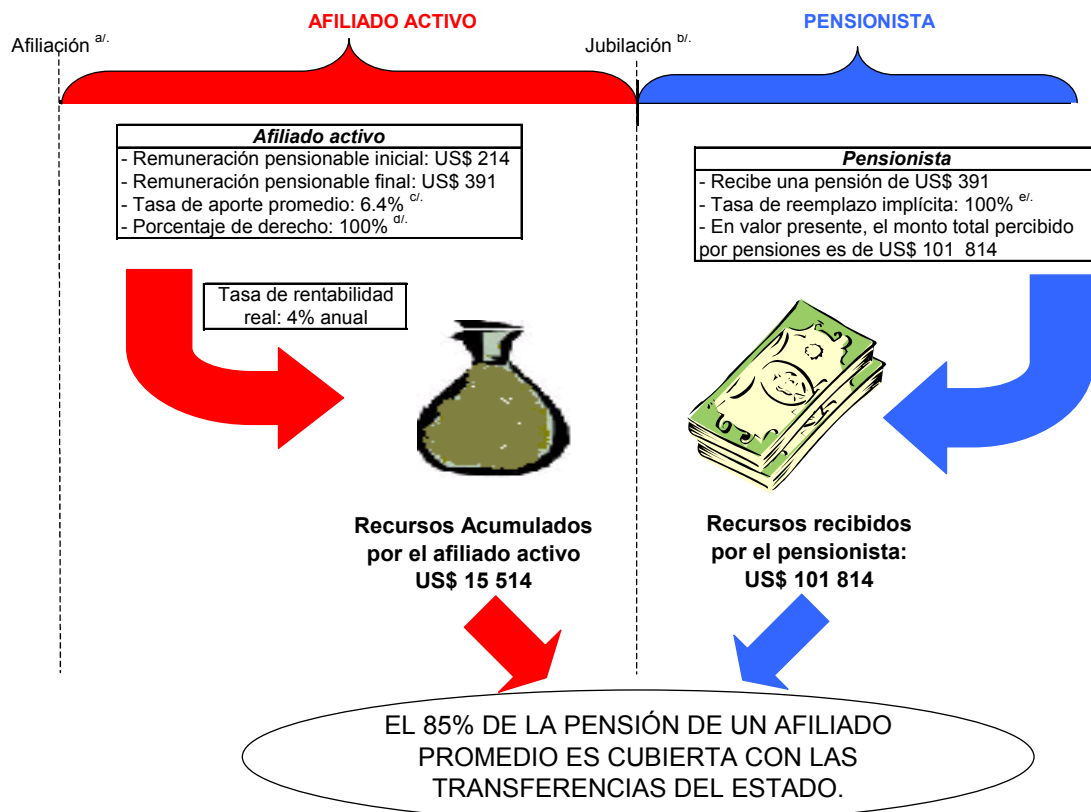 AFILIADO ACTIVO
PENSIONISTA
Afiliación a/.
Jubilación b/.
Afiliado activo
- Remuneración pensionable inicial: US$ 214
- Remuneración pensionable final: US$ 391
- Tasa de aporte promedio: 6.4% c/.
- Porcentaje de derecho: 100% d/.
Pensionista
- Recibe una pensión de US$ 391
- Tasa de reemplazo implícita: 100% e/.
- En valor presente, el monto total percibido
por pensiones es de US$ 101 814
Tasa de rentabilidad
real: 4% anual
Recursos Acumulados
por el afiliado activo
US$ 15 514
Recursos recibidos
por el pensionista:
US$ 101 814
EL 85% DE LA PENSIÓN DE UN AFILIADO
PROMEDIO ES CUBIERTA CON LAS
TRANSFERENCIAS DEL ESTADO.